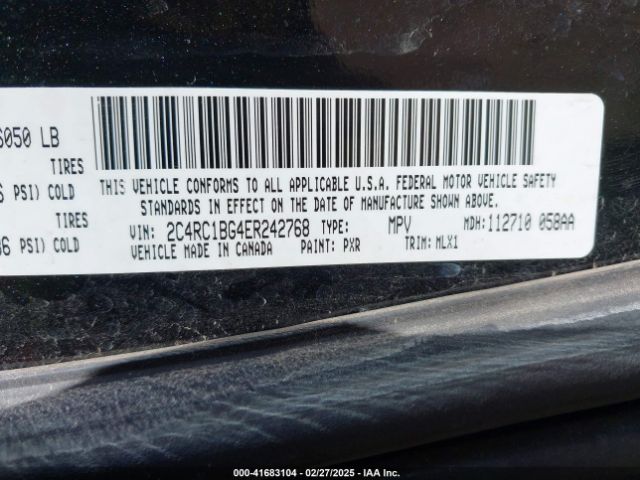 6050 LB
TIRES
PSI) COLD
TIRES
36 PSI) COLD
THIS VEHICLE CONFORMS TO ALL APPLICABLE U.S.A. FEDERAL MOTOR VEHICLE SAFETY
STANDARDS IN EFFECT ON THE DATE OF MANUFACTURE SHOWN ABOVE.
VIN: 2C4RC1BG4ER242768 TYPE: MPV MDH:112710 058AA
VEHICLE MADE IN CANADA PAINT: PXR TRIM: MLX1
000-41683104 - 02/27/2025 - IAA Inc.